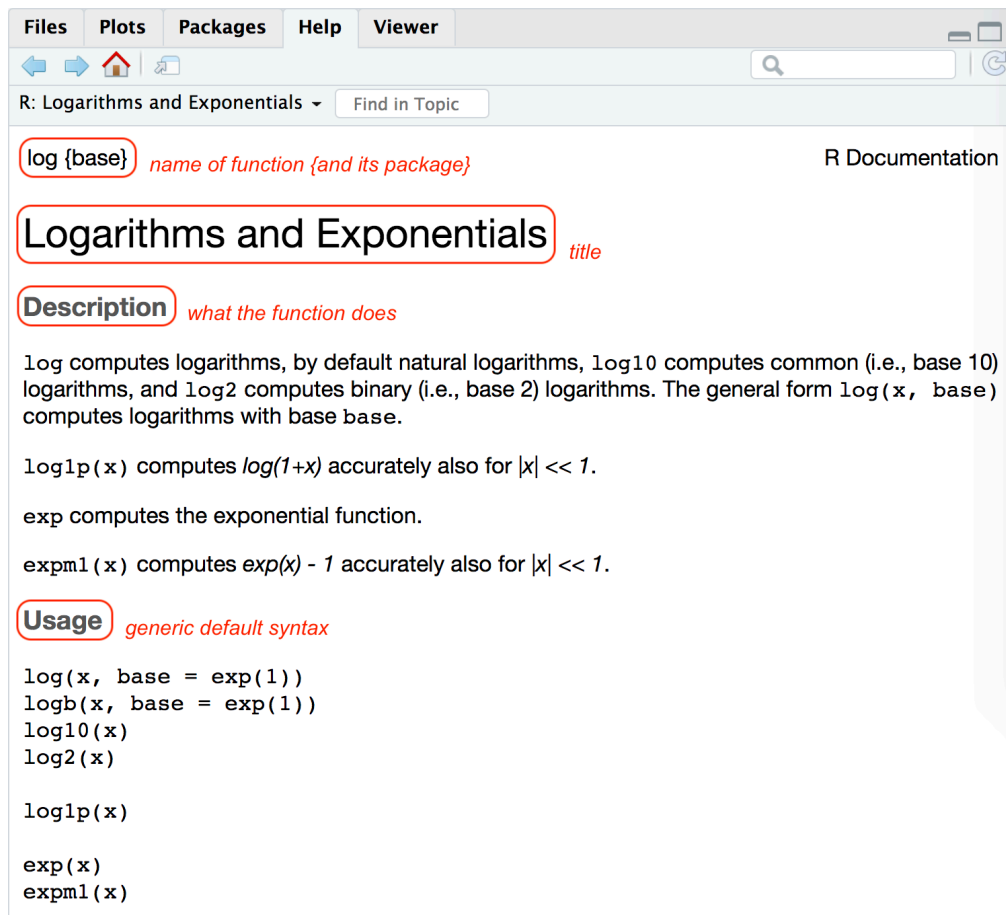 Files Plots Packages Help Viewer
R: Logarithms and Exponentials Find in Topic
log {base} name of function {and its package} R Documentation
Logarithms and Exponentials title
Description what the function does
log computes logarithms, by default natural logarithms, log10 computes common (i.e., base 10)
logarithms, and log2 computes binary (i.e., base 2) logarithms. The general form log(x, base)
computes logarithms with base base.
log1p(x) computes log(1+x) accurately also for |x| << 1.
exp computes the exponential function.
expm1(x) computes exp(x) - 1 accurately also for |x| << 1.
Usage generic default syntax
log(x, base = exp(1))
logb(x, base = exp(1))
log10(x)
log2(x)
log1p(x)
exp(x)
expm1(x)